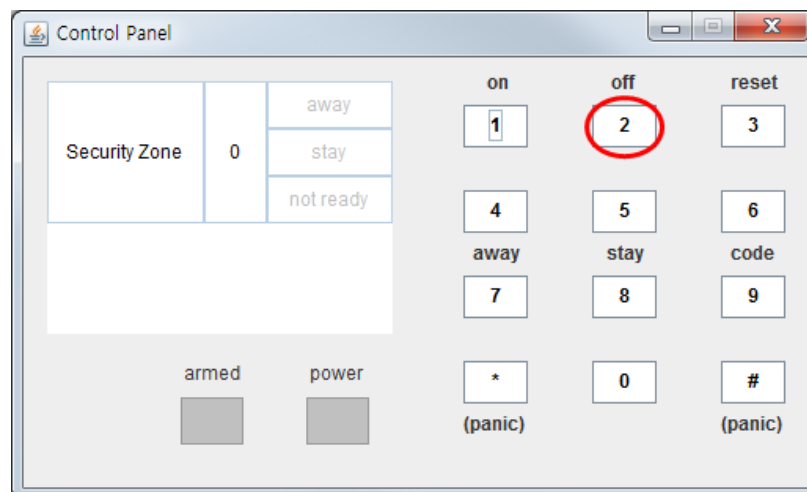 Control Panel
Security Zone
0
away
stay
not ready
armed
power
on
off
reset
1
2
3
4
5
6
away
stay
code
7
8
9
*
0
#
(panic)
(panic)